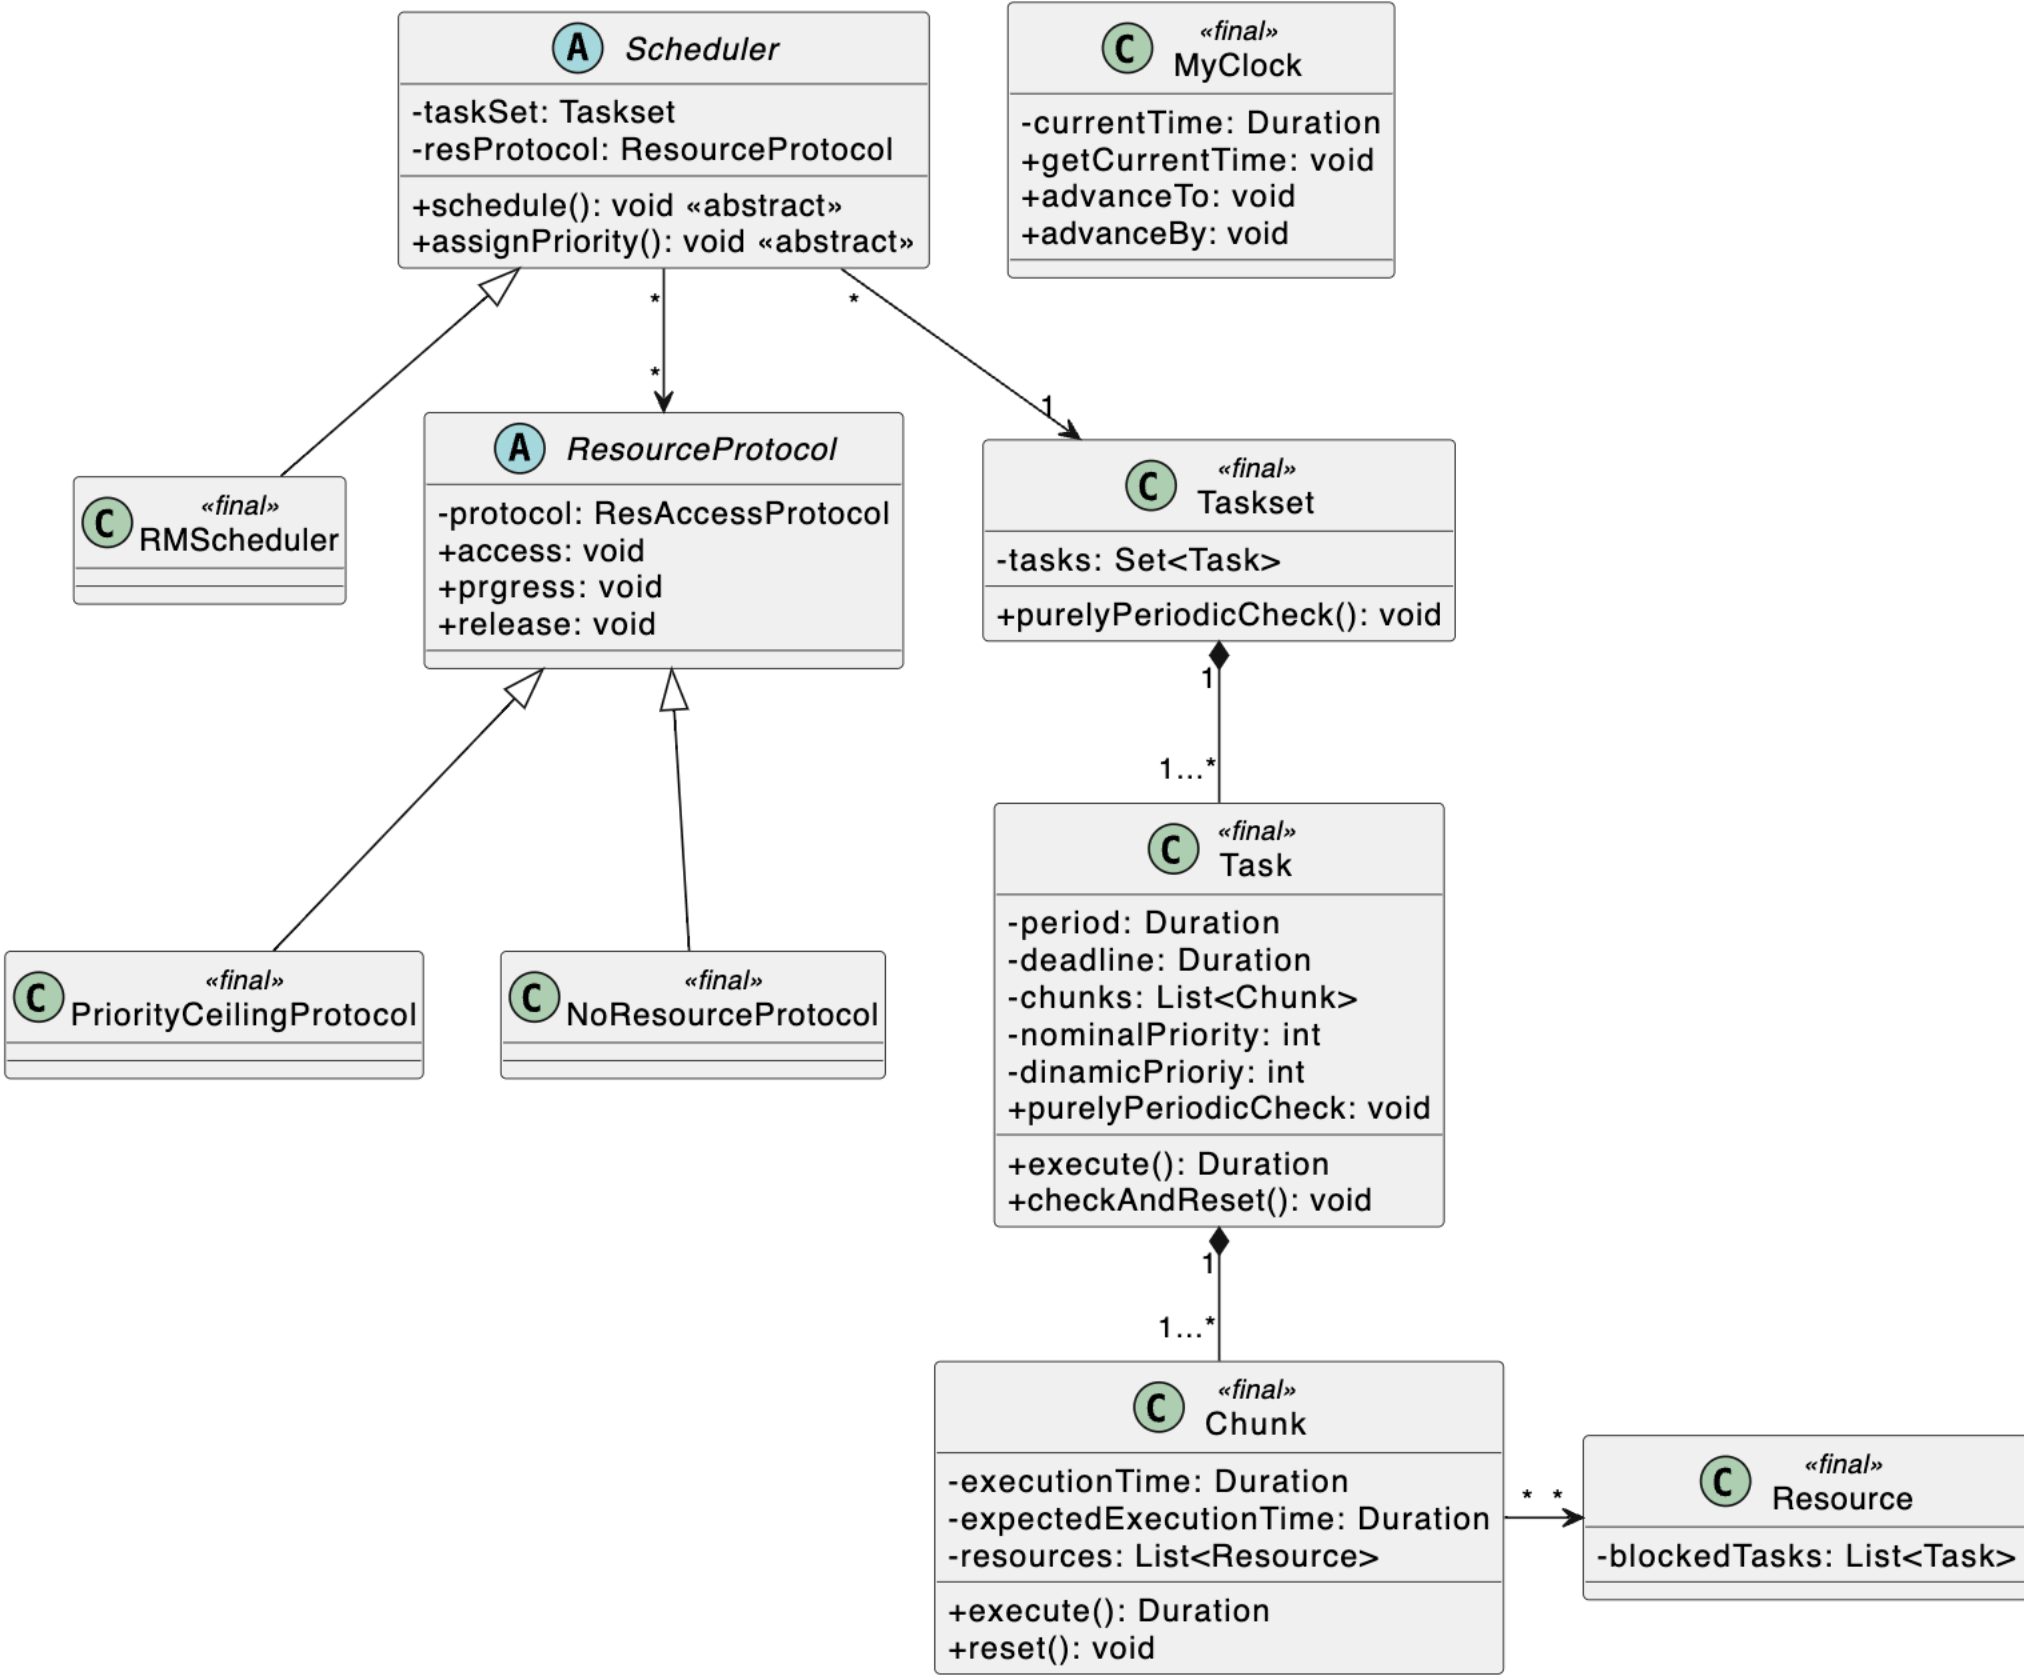 A Scheduler
-taskSet: Taskset
-resProtocol: ResourceProtocol
+schedule(): void «abstract»
+assignPriority(): void «abstract»
«final»
C MyClock
-currentTime: Duration
+getCurrentTime: void
+advanceTo: void
+advanceBy: void
*
*
*
1
«final»
C RMScheduler
A ResourceProtocol
-protocol: ResAccessProtocol
+access: void
+prgress: void
+release: void
«final»
C Taskset
-tasks: Set<Task>
+purelyPeriodicCheck(): void
1
1...*
«final»
C PriorityCeilingProtocol
«final»
C NoResourceProtocol
«final»
C Task
-period: Duration
-deadline: Duration
-chunks: List<Chunk>
-nominalPriority: int
-dinamicPrioriy: int
+purelyPeriodicCheck: void
+execute(): Duration
+checkAndReset(): void
1
1...*
«final»
C Chunk
-executionTime: Duration
-expectedExecutionTime: Duration
-resources: List<Resource>
+execute(): Duration
+reset(): void
* *
«final»
C Resource
-blockedTasks: List<Task>